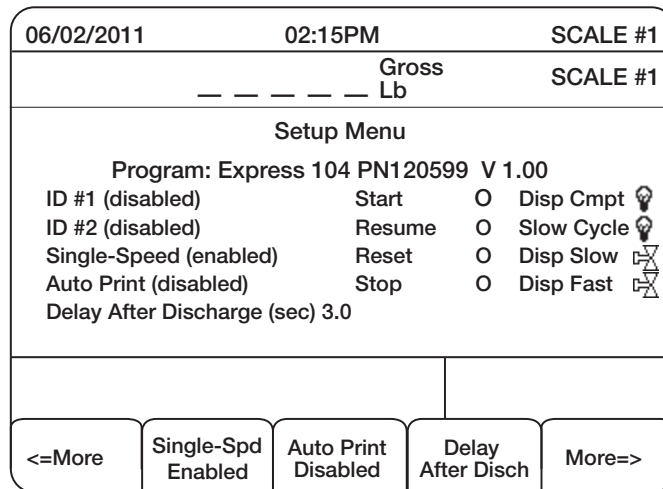 06/02/2011 02:15PM SCALE #1
Gross SCALE #1
_ _ _ _ _ Lb
Setup Menu
Program: Express 104 PN120599 V 1.00
ID #1 (disabled) Start O Disp Cmpt
ID #2 (disabled) Resume O Slow Cycle
Single-Speed (enabled) Reset O Disp Slow
Auto Print (disabled) Stop O Disp Fast
Delay After Discharge (sec) 3.0
<=More Single-Spd Enabled Auto Print Disabled Delay After Disch More=>